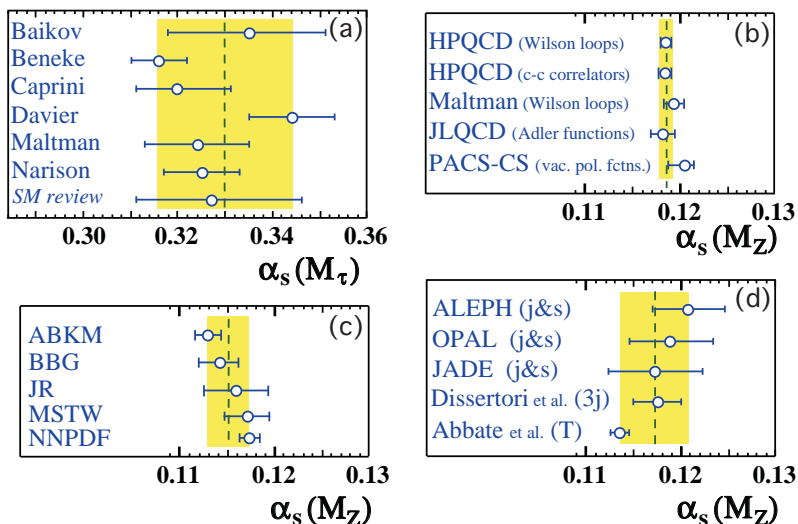 (a)
Baikov
Beneke
Caprini
Davier
Maltman
Narison
SM review
0.30 0.32 0.34 0.36
αs (Mτ)
(b)
HPQCD (Wilson loops)
HPQCD (c-c correlators)
Maltman (Wilson loops)
JLQCD (Adler functions)
PACS-CS (vac. pol. fctns.)
0.11 0.12 0.13
αs (MZ)
(c)
ABKM
BBG
JR
MSTW
NNPDF
0.11 0.12 0.13
αs (MZ)
(d)
ALEPH (j&s)
OPAL (j&s)
JADE (j&s)
Dissertori et al. (3j)
Abbate et al. (T)
0.11 0.12 0.13
αs (MZ)